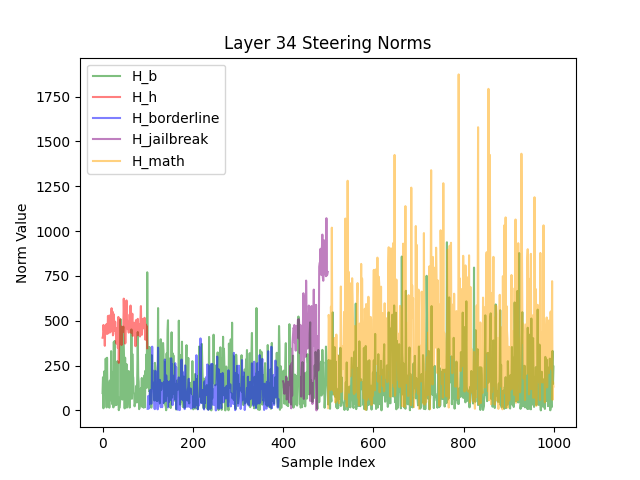 Layer 34 Steering Norms
H_b
H_h
H_borderline
H_jailbreak
H_math
Norm Value
1750
1500
1250
1000
750
500
250
0
0 200 400 600 800 1000
Sample Index